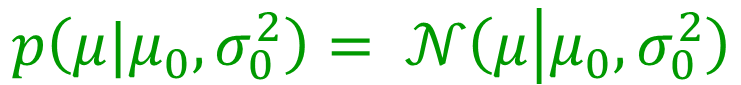 p(μ|μ₀, σ₀²) = 𝒩(μ|μ₀, σ₀²)